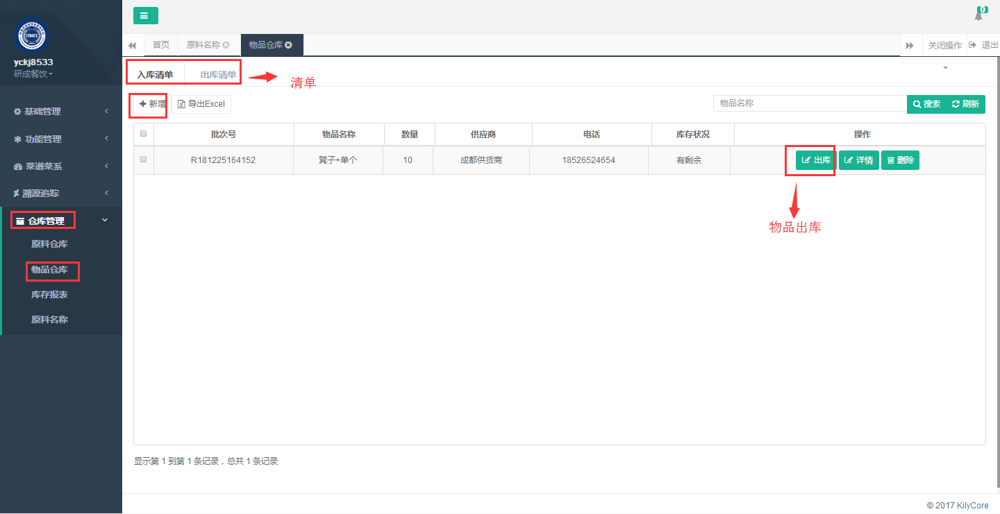 0
首页
原料名称
物品仓库
关闭操作
退出
yckj8533
研成餐饮
基础管理
功能管理
菜道菜系
溯源追踪
仓库管理
原料仓库
物品仓库
库存报表
原料名称
入库清单 出库清单
清单
新增 导出Excel
物品名称 搜索 刷新
批次号 物品名称 数量 供应商 电话 库存状况 操作
R181225164152 凳子+单个 10 成都供货商 18526524654 有剩余 出库 详情 删除
物品出库
显示第 1 到第 1 条记录，总共 1 条记录
© 2017 KilyCore